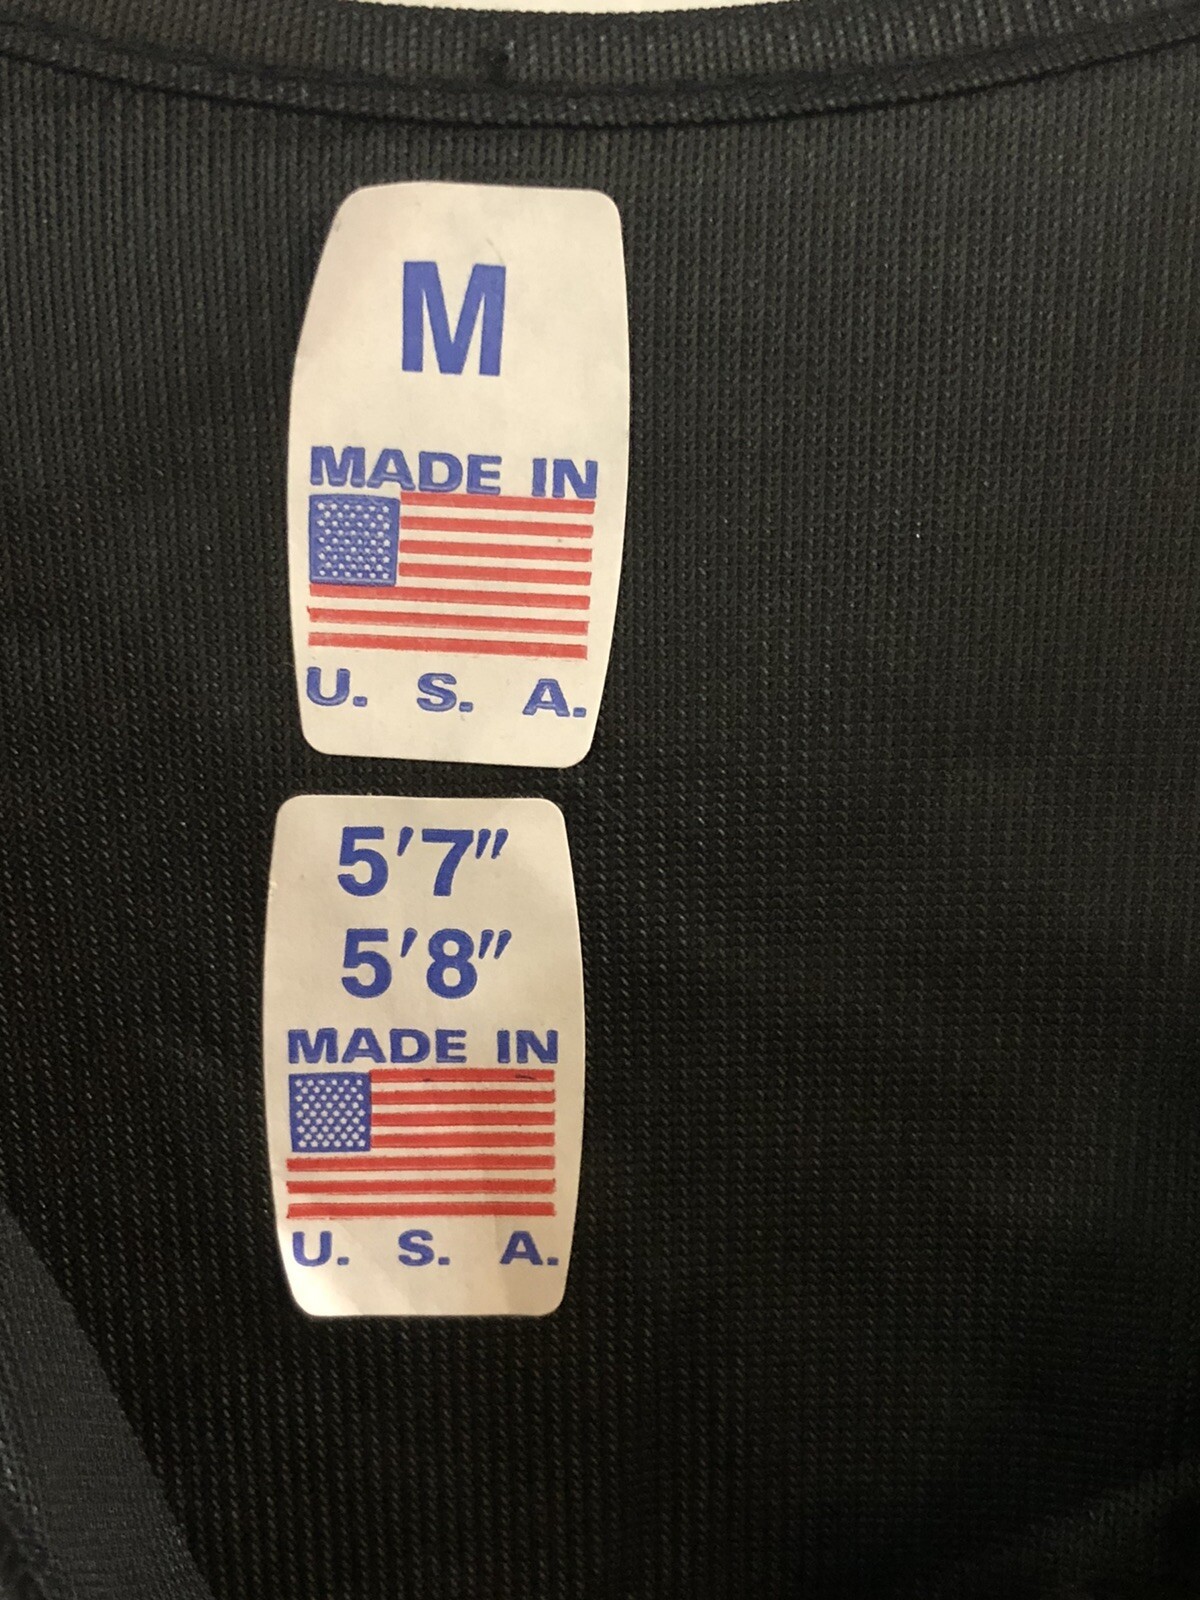 M
MADE IN
U. S. A.
5'7"
5'8"
MADE IN
U. S. A.